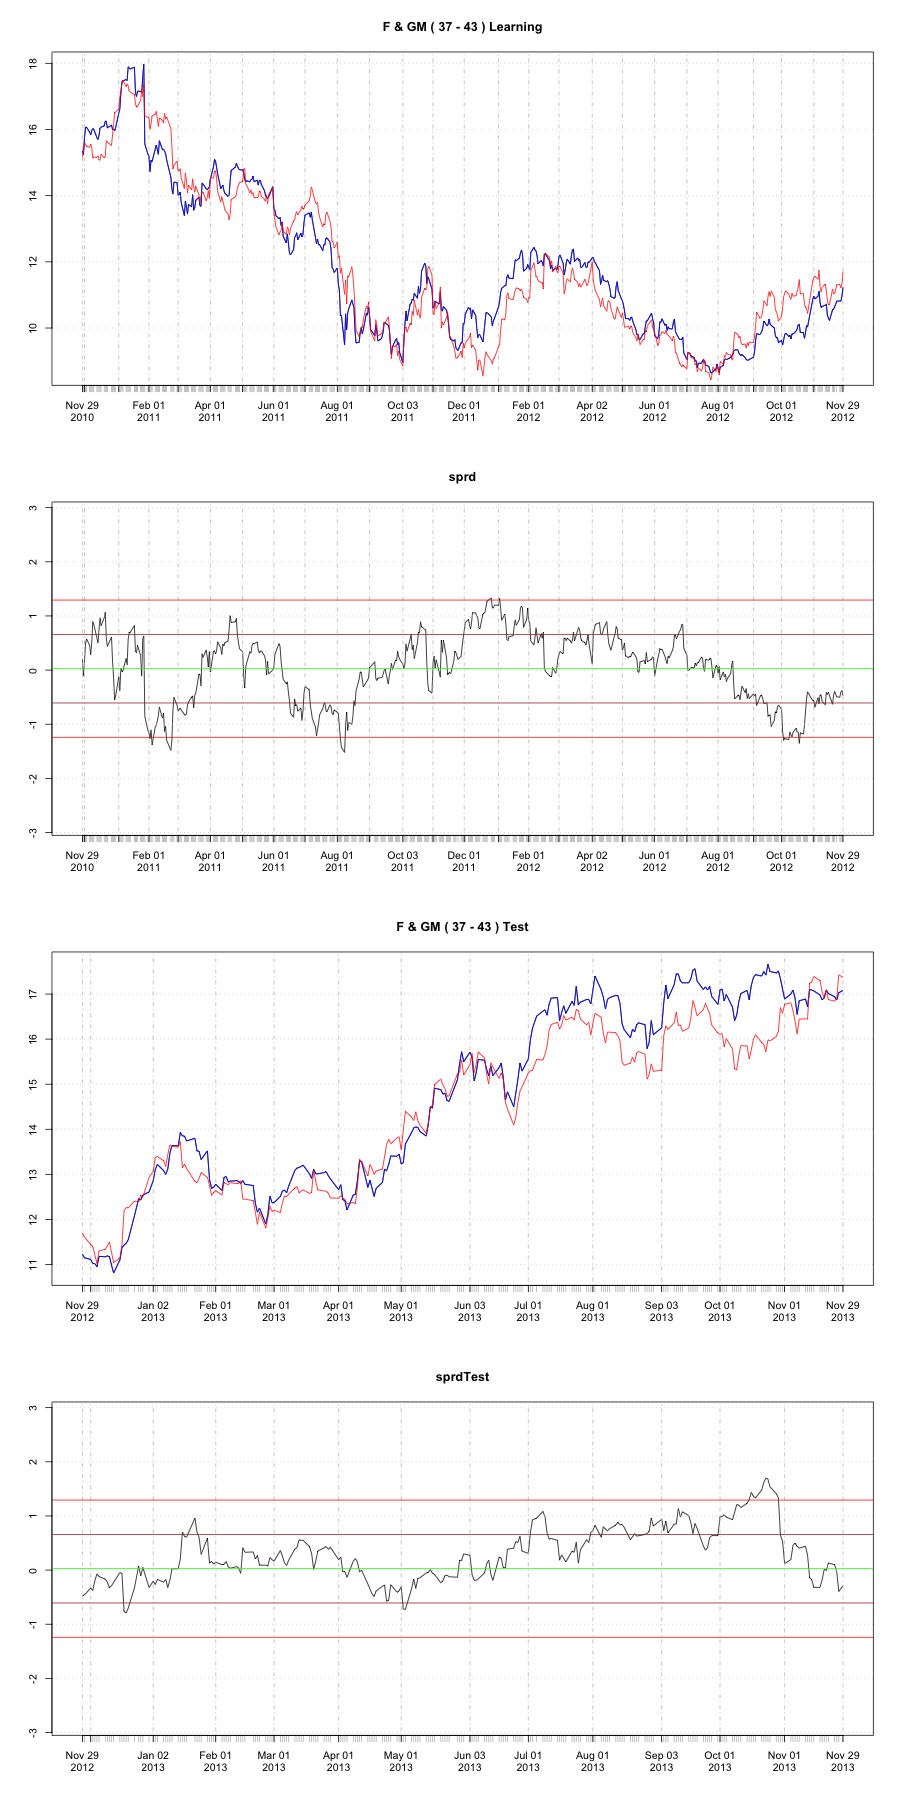 F & GM ( 37 - 43 ) Learning
18
16
14
12
10
Nov 29 Feb 01 Apr 01 Jun 01 Aug 01 Oct 03 Dec 01 Feb 01 Apr 02 Jun 01 Aug 01 Oct 01 Nov 29
2010 2011 2011 2011 2011 2011 2011 2012 2012 2012 2012 2012 2012
sprd
3
2
1
0
-1
-2
-3
Nov 29 Feb 01 Apr 01 Jun 01 Aug 01 Oct 03 Dec 01 Feb 01 Apr 02 Jun 01 Aug 01 Oct 01 Nov 29
2010 2011 2011 2011 2011 2011 2011 2012 2012 2012 2012 2012 2012
F & GM ( 37 - 43 ) Test
17
16
15
14
13
12
11
Nov 29 Jan 02 Feb 01 Mar 01 Apr 01 May 01 Jun 03 Jul 01 Aug 01 Sep 03 Oct 01 Nov 01 Nov 29
2012 2013 2013 2013 2013 2013 2013 2013 2013 2013 2013 2013 2013
sprdTest
3
2
1
0
-1
-2
-3
Nov 29 Jan 02 Feb 01 Mar 01 Apr 01 May 01 Jun 03 Jul 01 Aug 01 Sep 03 Oct 01 Nov 01 Nov 29
2012 2013 2013 2013 2013 2013 2013 2013 2013 2013 2013 2013 2013